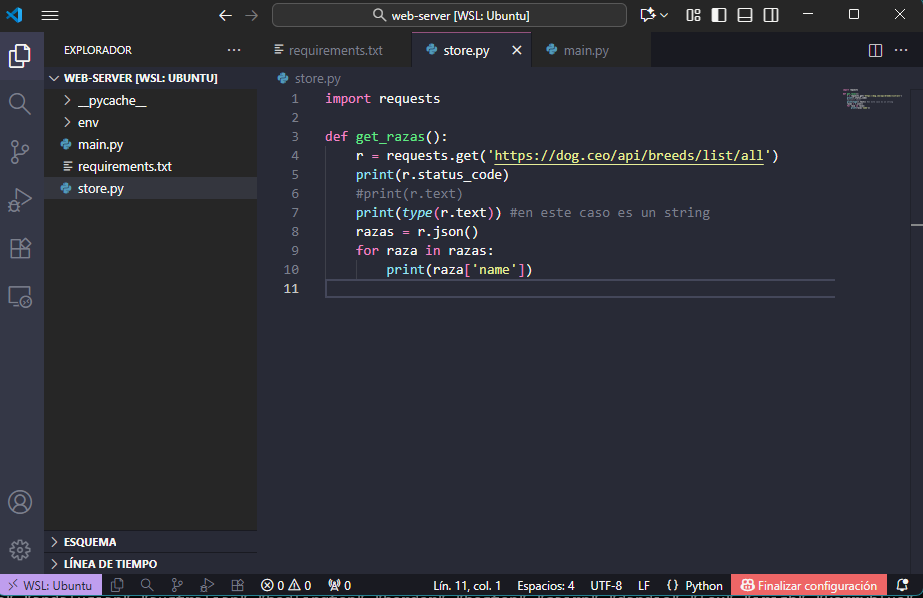 web-server [WSL: Ubuntu]
EXPLORADOR
requirements.txt
store.py
main.py
WEB-SERVER [WSL: UBUNTU]
__pycache__
env
main.py
requirements.txt
store.py
store.py
1 import requests
2
3 def get_razas():
4 r = requests.get('https://dog.ceo/api/breeds/list/all')
5 print(r.status_code)
6 #print(r.text)
7 print(type(r.text)) #en este caso es un string
8 razas = r.json()
9 for raza in razas:
10 print(raza['name'])
11
ESQUEMA
LÍNEA DE TIEMPO
WSL: Ubuntu
0
0
0
Lín. 11, col. 1
Espacios: 4
UTF-8
LF
{ } Python
Finalizar configuración